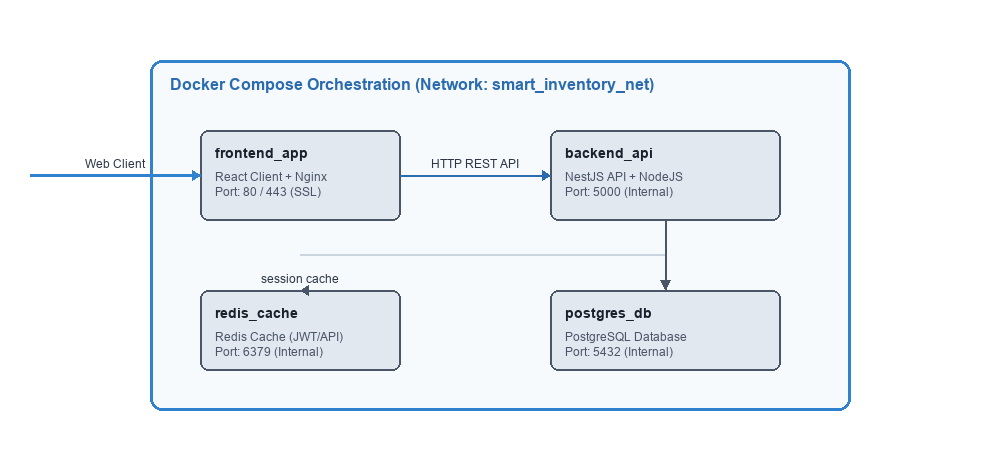 Docker Compose Orchestration (Network: smart_inventory_net)
Web Client
frontend_app
React Client + Nginx
Port: 80 / 443 (SSL)
HTTP REST API
backend_api
NestJS API + NodeJS
Port: 5000 (Internal)
session cache
redis_cache
Redis Cache (JWT/API)
Port: 6379 (Internal)
postgres_db
PostgreSQL Database
Port: 5432 (Internal)